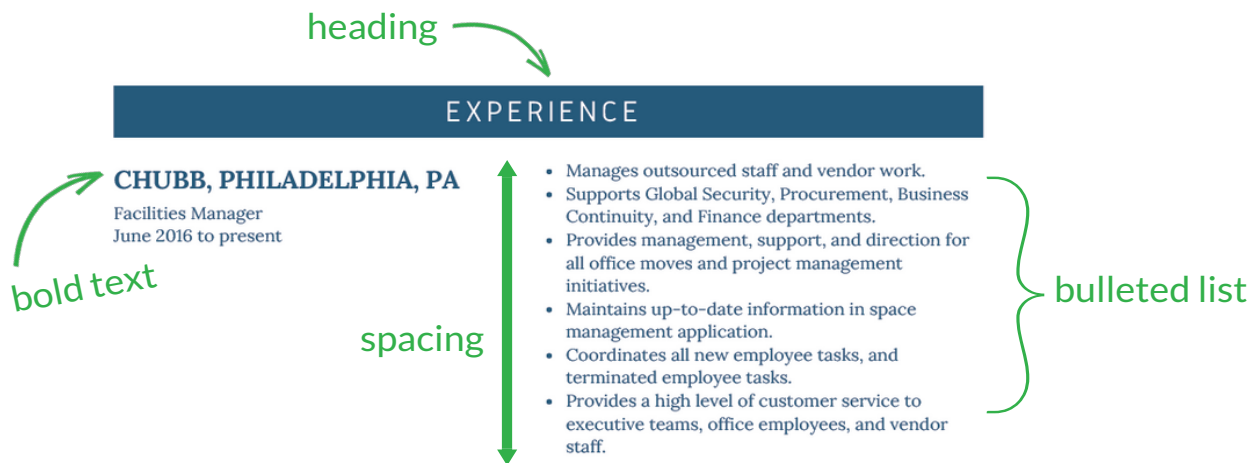 heading
EXPERIENCE
CHUBB, PHILADELPHIA, PA
Facilities Manager
June 2016 to present
bold text
spacing
• Manages outsourced staff and vendor work.
• Supports Global Security, Procurement, Business
Continuity, and Finance departments.
• Provides management, support, and direction for
all office moves and project management
initiatives.
• Maintains up-to-date information in space
management application.
• Coordinates all new employee tasks, and
terminated employee tasks.
• Provides a high level of customer service to
executive teams, office employees, and vendor
staff.
bulleted list